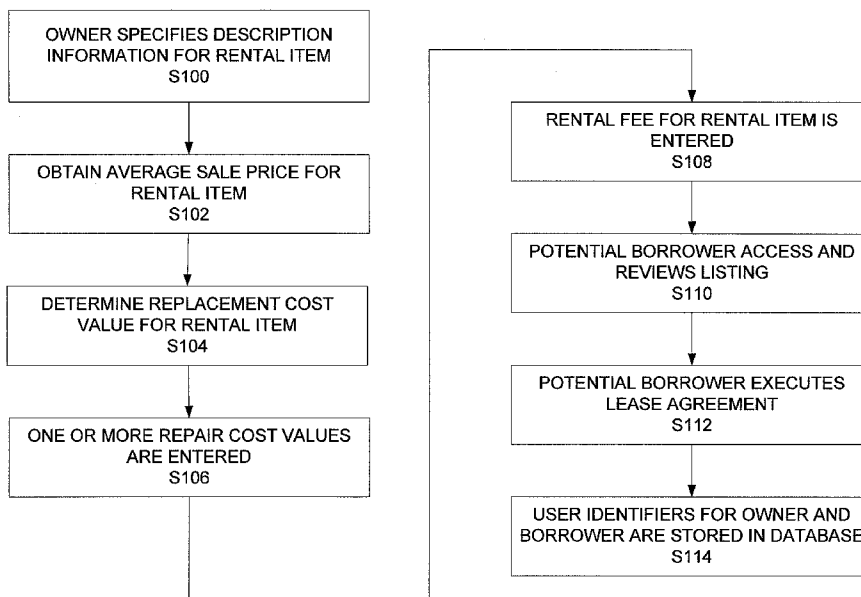 OWNER SPECIFIES DESCRIPTION
INFORMATION FOR RENTAL ITEM
S100
OBTAIN AVERAGE SALE PRICE FOR
RENTAL ITEM
S102
DETERMINE REPLACEMENT COST
VALUE FOR RENTAL ITEM
S104
ONE OR MORE REPAIR COST VALUES
ARE ENTERED
S106
RENTAL FEE FOR RENTAL ITEM IS
ENTERED
S108
POTENTIAL BORROWER ACCESS AND
REVIEWS LISTING
S110
POTENTIAL BORROWER EXECUTES
LEASE AGREEMENT
S112
USER IDENTIFIERS FOR OWNER AND
BORROWER ARE STORED IN DATABASE
S114